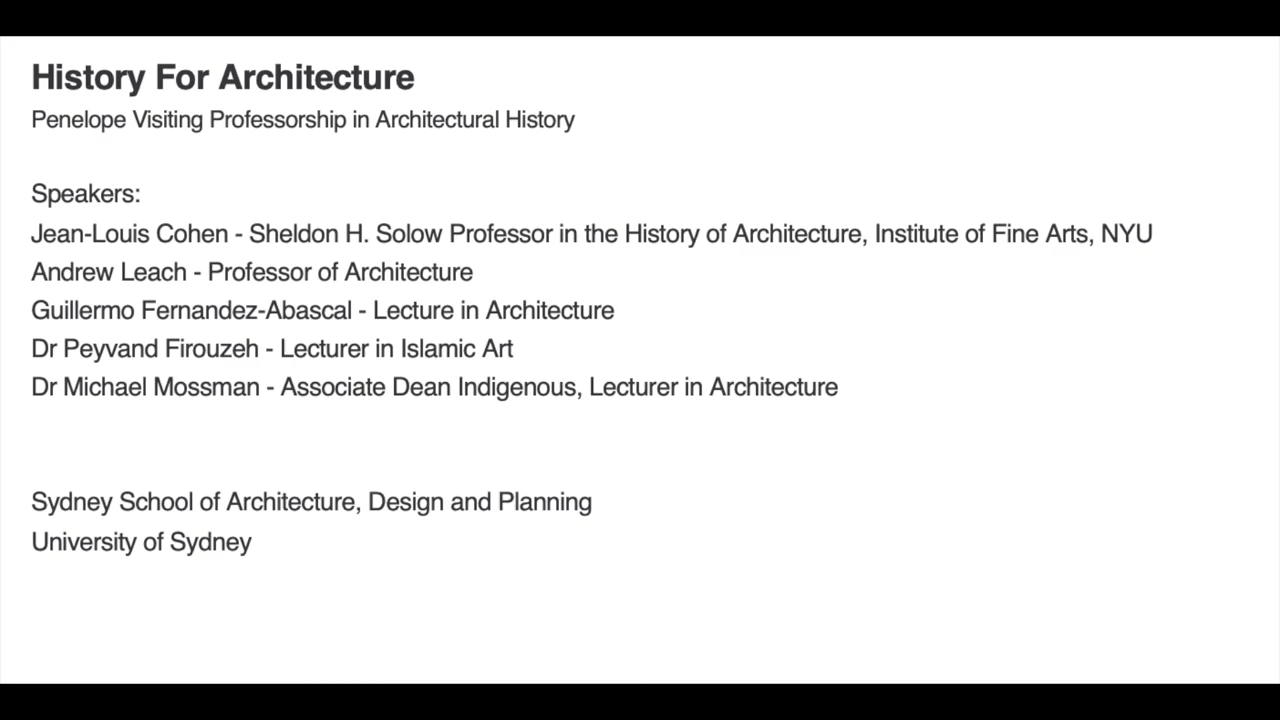 History For Architecture
Penelope Visiting Professorship in Architectural History
Speakers:
Jean-Louis Cohen - Sheldon H. Solow Professor in the History of Architecture, Institute of Fine Arts, NYU
Andrew Leach - Professor of Architecture
Guillermo Fernandez-Abascal - Lecture in Architecture
Dr Peyvand Firouzeh - Lecturer in Islamic Art
Dr Michael Mossman - Associate Dean Indigenous, Lecturer in Architecture
Sydney School of Architecture, Design and Planning
University of Sydney